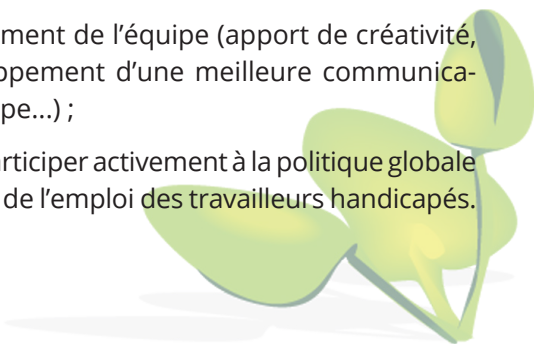 ment de l’équipe (apport de créativité,
ppement d’une meilleure communica-
pe...) ;
articiper activement à la politique globale
de l’emploi des travailleurs handicapés.